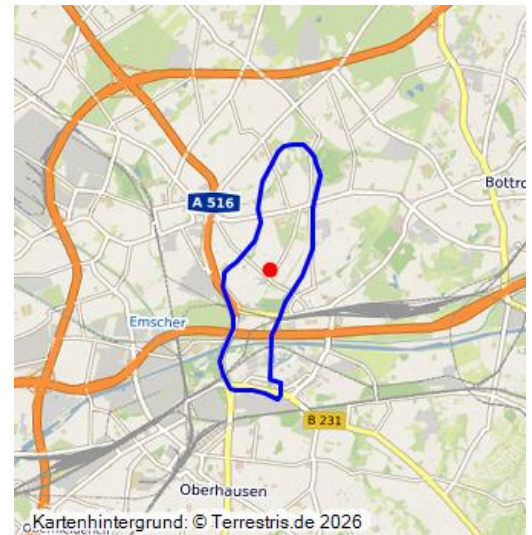 A 516
Bottro
Emscher
B 231
Oberhausen
Kartenhintergrund: © Terrestris.de 2026